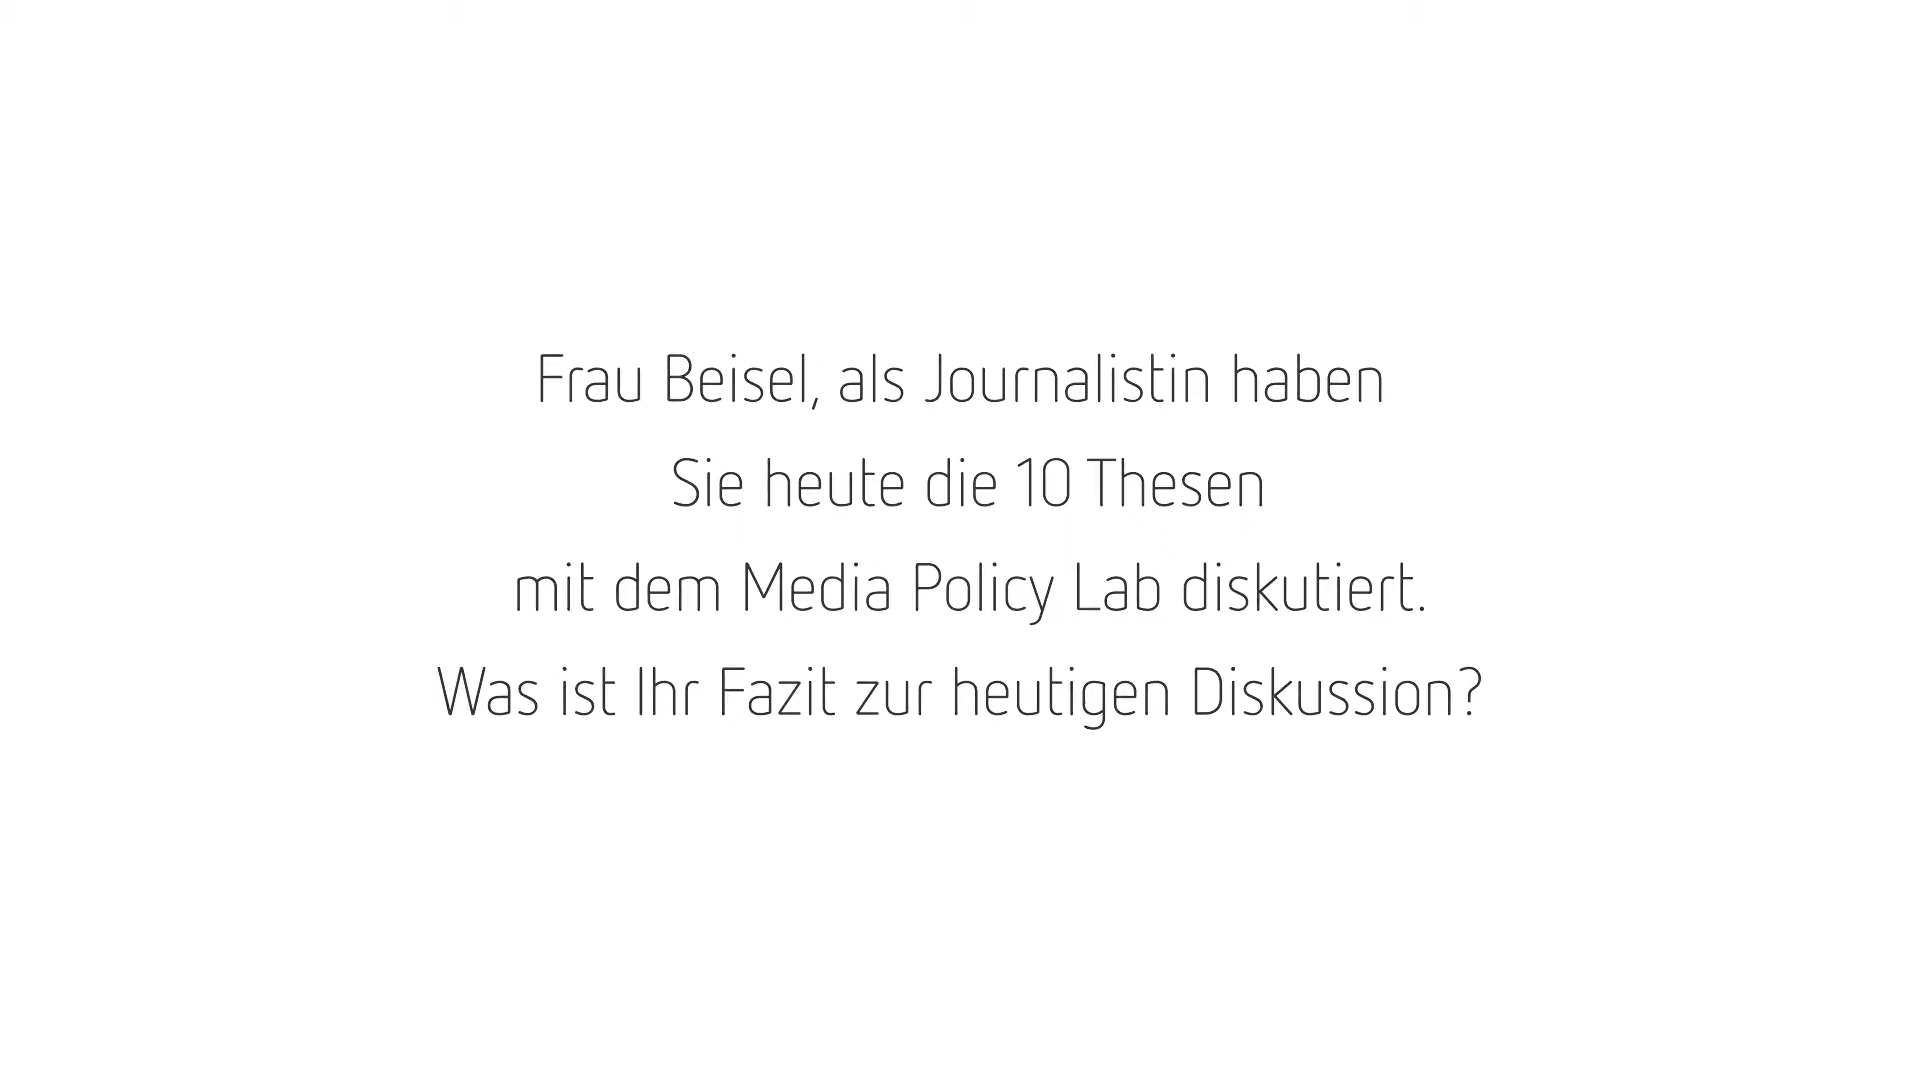 Frau Beisel, als Journalistin haben
Sie heute die 10 Thesen
mit dem Media Policy Lab diskutiert.
Was ist Ihr Fazit zur heutigen Diskussion?